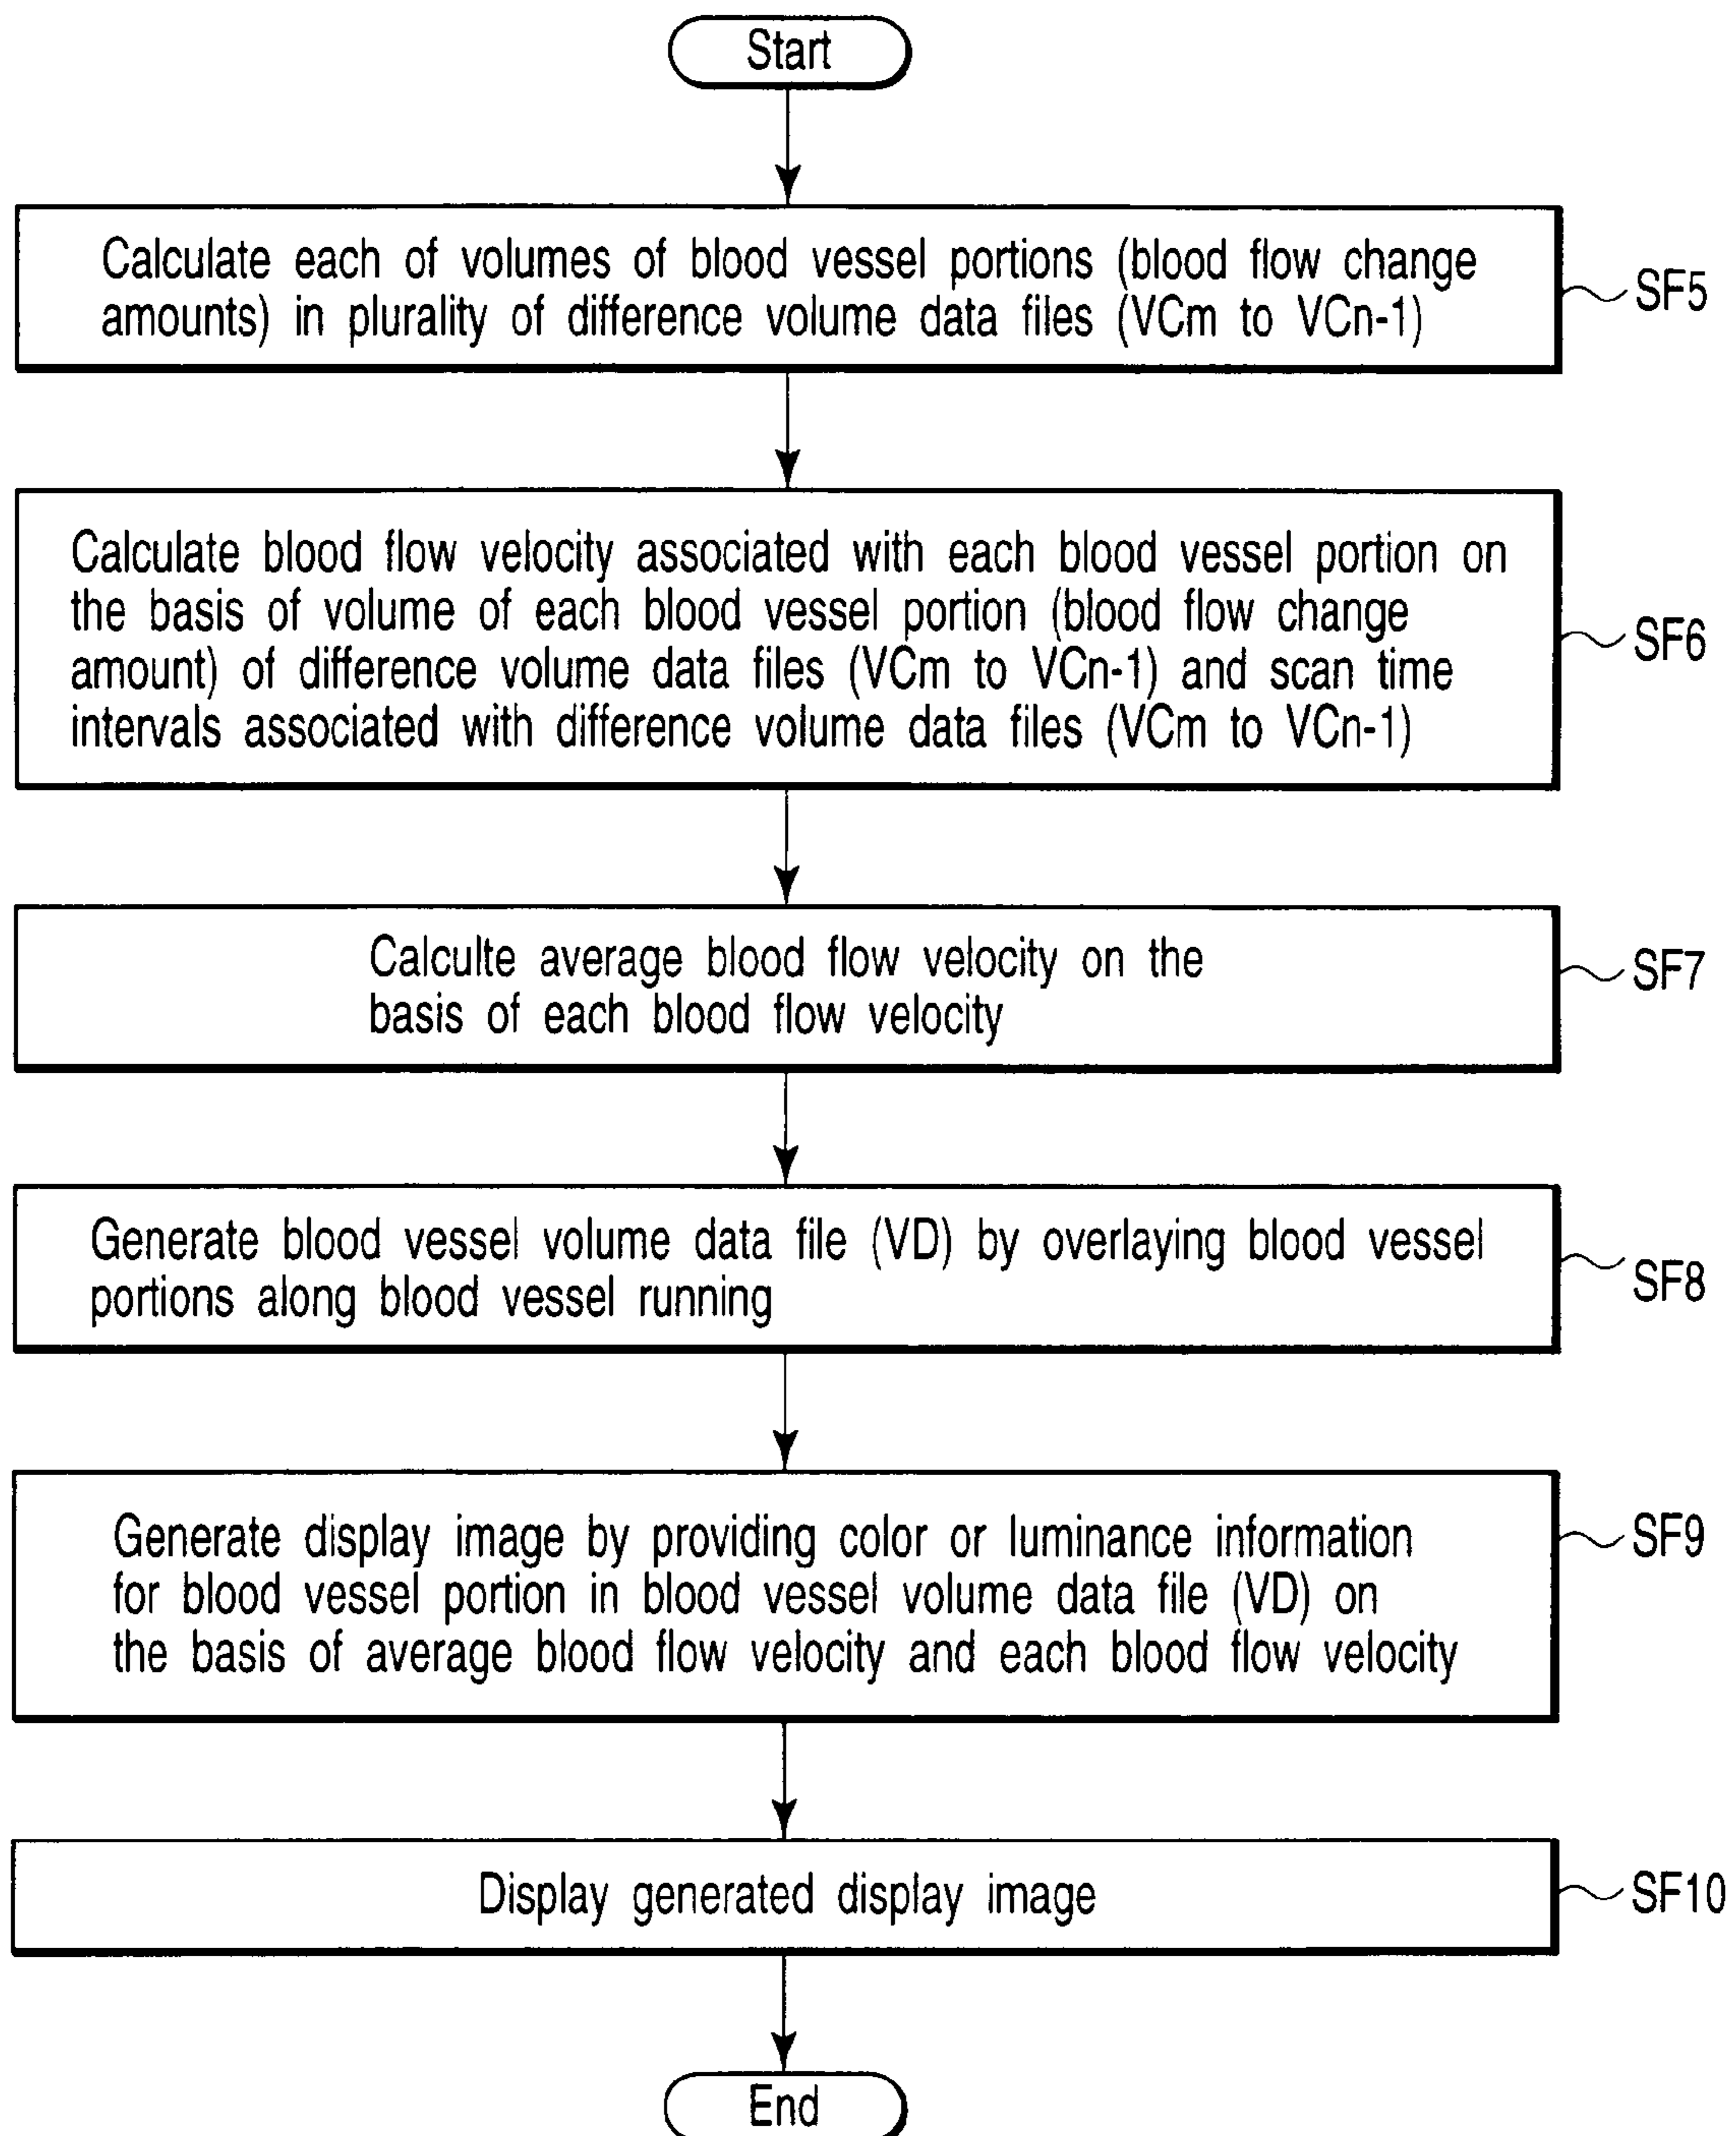 Start
Calculate each of volumes of blood vessel portions (blood flow change
amounts) in plurality of difference volume data files (VCm to VCn-1)
SF5
Calculate blood flow velocity associated with each blood vessel portion on
the basis of volume of each blood vessel portion (blood flow change
amount) of difference volume data files (VCm to VCn-1) and scan time
intervals associated with difference volume data files (VCm to VCn-1)
SF6
Calculte average blood flow velocity on the
basis of each blood flow velocity
SF7
Generate blood vessel volume data file (VD) by overlaying blood vessel
portions along blood vessel running
SF8
Generate display image by providing color or luminance information
for blood vessel portion in blood vessel volume data file (VD) on
the basis of average blood flow velocity and each blood flow velocity
SF9
Display generated display image
SF10
End